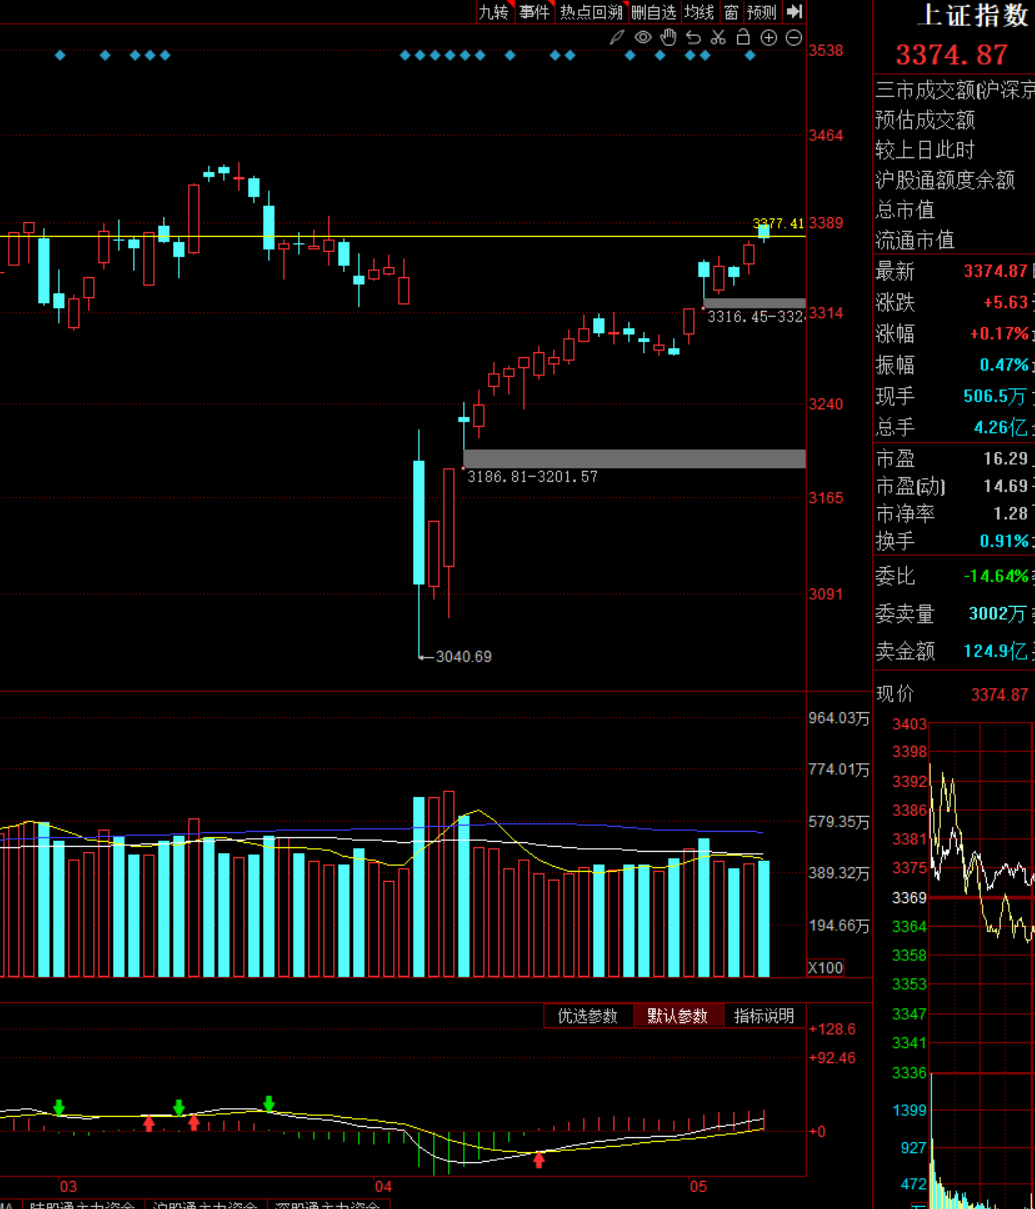 九转 事件 热点回溯 删自选 均线 窗 预测
上证指数
3374.87
3538
3464
3389
3314
3240
3165
3091
3377.41
3316.45-332
3186.81-3201.57
←3040.69
三市成交额(沪深京
预估成交额
较上日此时
沪股通额度余额
总市值
流通市值
最新 3374.87
涨跌 +5.63
涨幅 +0.17%
振幅 0.47%
现手 506.5万
总手 4.26亿
市盈 16.29
市盈(动) 14.69
市净率 1.28
换手 0.91%
委比 -14.64%
委卖量 3002万
卖金额 124.9亿
现价 3374.87
964.03万
774.01万
579.35万
389.32万
194.66万
X100
3403
3398
3392
3386
3381
3375
3369
3364
3358
3353
3347
3341
3336
1399
927
472
优选参数 默认参数 指标说明
+128.6
+92.46
+0
03 04 05
陆股通主力资金 沪股通主力资金 深股通主力资金